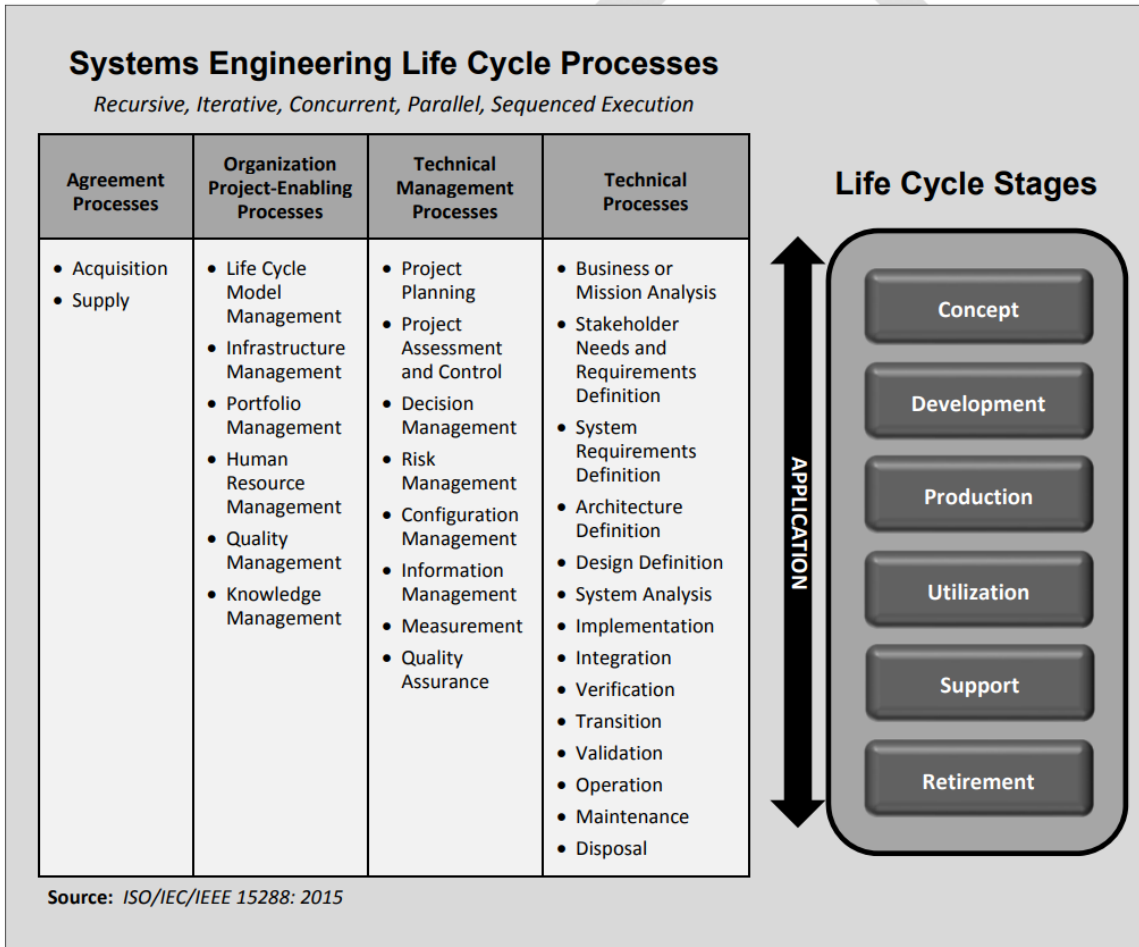 Systems Engineering Life Cycle Processes
Recursive, Iterative, Concurrent, Parallel, Sequenced Execution
Agreement
Processes
Organization
Project-Enabling
Processes
Technical
Management
Processes
Technical
Processes
• Acquisition
• Supply
• Life Cycle
Model
Management
• Infrastructure
Management
• Portfolio
Management
• Human
Resource
Management
• Quality
Management
• Knowledge
Management
• Project
Planning
• Project
Assessment
and Control
• Decision
Management
• Risk
Management
• Configuration
Management
• Information
Management
• Measurement
• Quality
Assurance
• Business or
Mission Analysis
• Stakeholder
Needs and
Requirements
Definition
• System
Requirements
Definition
• Architecture
Definition
• Design Definition
• System Analysis
• Implementation
• Integration
• Verification
• Transition
• Validation
• Operation
• Maintenance
• Disposal
Source: ISO/IEC/IEEE 15288: 2015
Life Cycle Stages
APPLICATION
Concept
Development
Production
Utilization
Support
Retirement